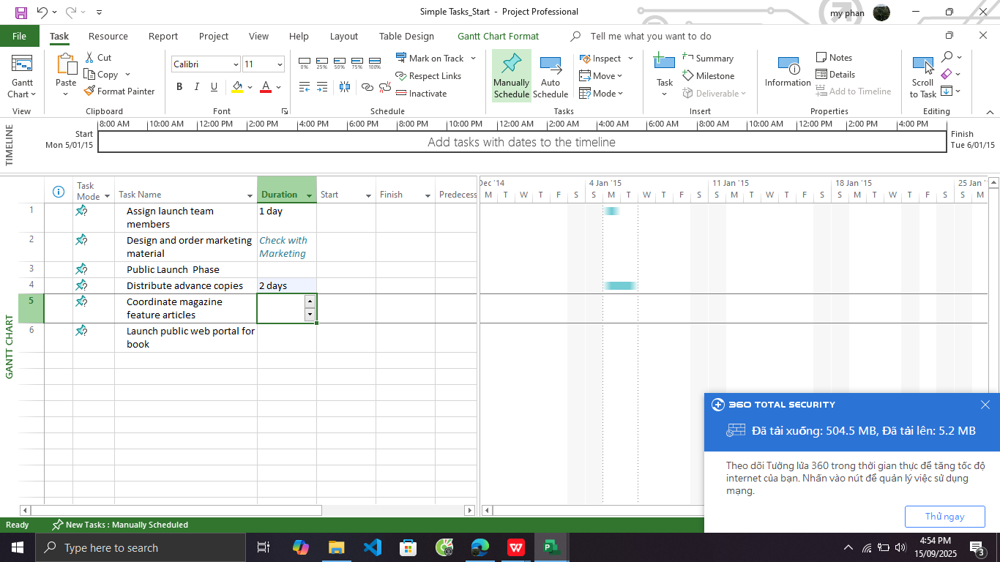 Simple Tasks_Start - Project Professional
my phan
File
Task
Resource
Report
Project
View
Help
Layout
Table Design
Gantt Chart Format
Tell me what you want to do
Gantt
Chart
View
Paste
Cut
Copy
Format Painter
Clipboard
Calibri
11
B
I
U
A
Font
0%
25%
50%
75%
100%
Mark on Track
Respect Links
Inactivate
Schedule
Manually
Schedule
Auto
Schedule
Inspect
Move
Mode
Tasks
Task
Summary
Milestone
Deliverable
Insert
Information
Notes
Details
Add to Timeline
Properties
Scroll
to Task
Editing
TIMELINE
Start
Mon 5/01/15
8:00 AM
10:00 AM
12:00 PM
2:00 PM
4:00 PM
6:00 PM
8:00 PM
10:00 PM
12:00 AM
2:00 AM
4:00 AM
6:00 AM
8:00 AM
10:00 AM
12:00 PM
2:00 PM
4:00 PM
Add tasks with dates to the timeline
Finish
Tue 6/01/15
GANTT CHART
Task
Mode
Task Name
Duration
Start
Finish
Predecess
1
Assign launch team
members
1 day
2
Design and order marketing
material
Check with
Marketing
3
Public Launch Phase
4
Distribute advance copies
2 days
5
Coordinate magazine
feature articles
6
Launch public web portal for
book
Dec '14
4 Jan '15
11 Jan '15
18 Jan '15
25 Jan '
M T W T F S S M T W T F S S M T W T F S S M T W T F S S M
360 TOTAL SECURITY
Đã tải xuống: 504.5 MB, Đã tải lên: 5.2 MB
Theo dõi Tường lửa 360 trong thời gian thực để tăng tốc độ
internet của bạn. Nhấn vào nút để quản lý việc sử dụng
mạng.
Thử ngay
Ready
New Tasks : Manually Scheduled
Type here to search
4:54 PM
15/09/2025
3